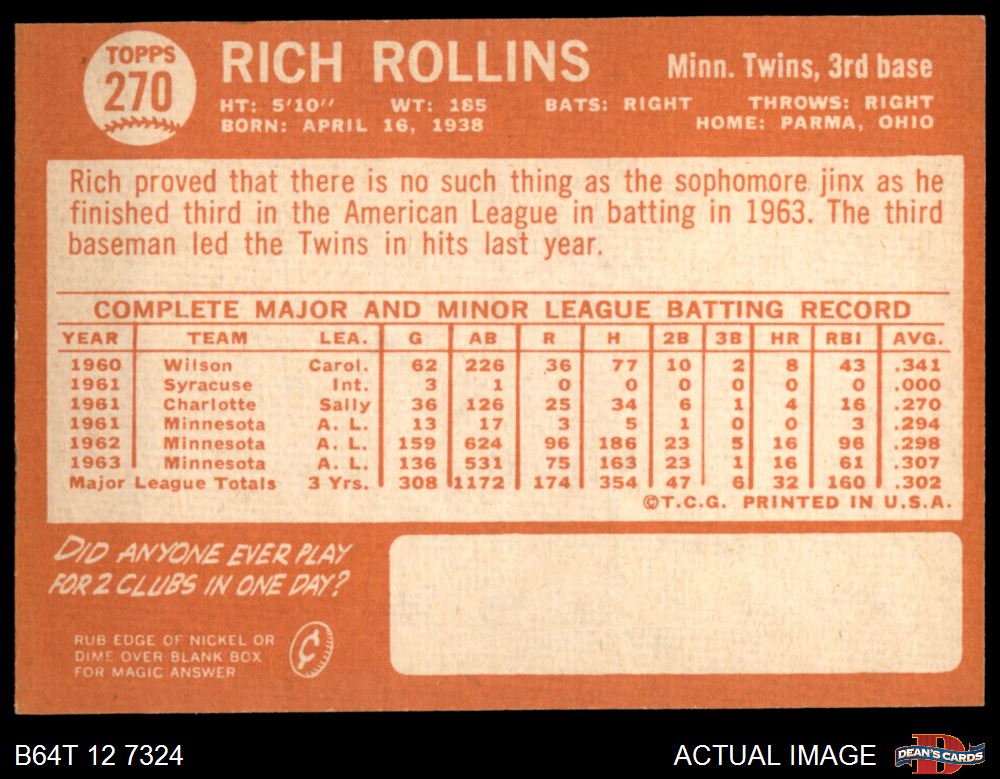 TOPPS
270
RICH ROLLINS
Minn. Twins, 3rd base
HT: 5'10" WT: 185 BATS: RIGHT THROWS: RIGHT
BORN: APRIL 16, 1938 HOME: PARMA, OHIO
Rich proved that there is no such thing as the sophomore jinx as he
finished third in the American League in batting in 1963. The third
baseman led the Twins in hits last year.
COMPLETE MAJOR AND MINOR LEAGUE BATTING RECORD
YEAR TEAM LEA. G AB R H 2B 3B HR RBI AVG.
1960 Wilson Carol. 62 226 36 77 10 2 8 43 .341
1961 Syracuse Int. 3 1 0 0 0 0 0 0 .000
1961 Charlotte Sally 36 126 25 34 6 1 4 16 .270
1961 Minnesota A. L. 13 17 3 5 1 0 0 3 .294
1962 Minnesota A. L. 159 624 96 186 23 5 16 96 .298
1963 Minnesota A. L. 136 531 75 163 23 1 16 61 .307
Major League Totals 3 Yrs. 308 1172 174 354 47 6 32 160 .302
©T.C.G. PRINTED IN U.S.A.
DID ANYONE EVER PLAY
FOR 2 CLUBS IN ONE DAY?
RUB EDGE OF NICKEL OR
DIME OVER BLANK BOX
FOR MAGIC ANSWER
¢
B64T 12 7324
ACTUAL IMAGE
D
DEAN'S CARDS